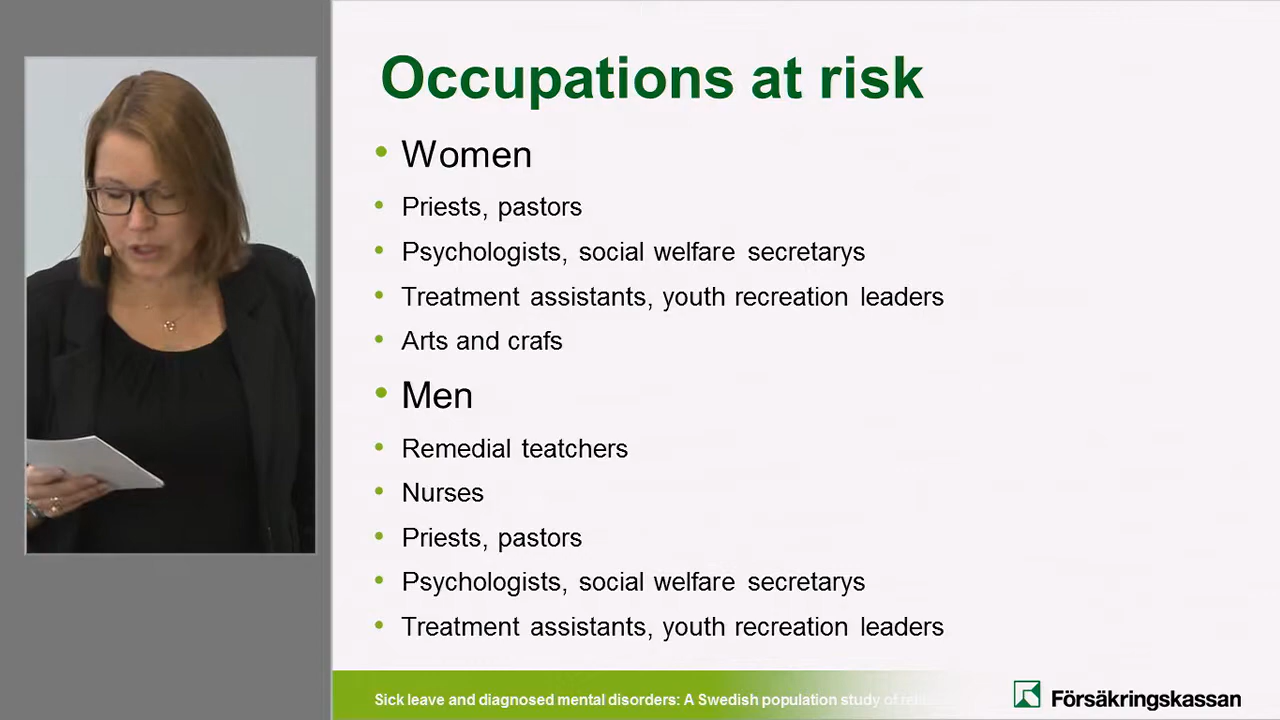 Occupations at risk
• Women
• Priests, pastors
• Psychologists, social welfare secretarys
• Treatment assistants, youth recreation leaders
• Arts and crafs
• Men
• Remedial teatchers
• Nurses
• Priests, pastors
• Psychologists, social welfare secretarys
• Treatment assistants, youth recreation leaders
Sick leave and diagnosed mental disorders: A Swedish population study of
Försäkringskassan